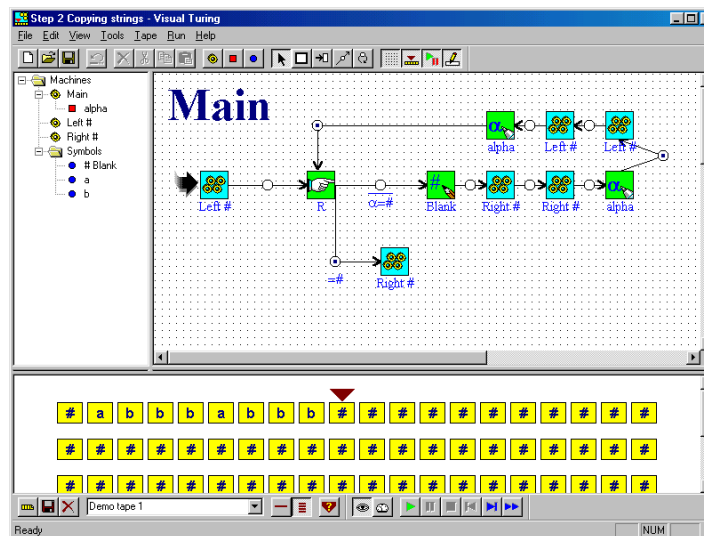 Step 2 Copying strings - Visual Turing
File Edit View Tools Tape Run Help
Machines
Main
alpha
Left #
Right #
Symbols
# Blank
a
b
Main
alpha Left # Left #
Left # R α=# Blank Right # Right # alpha
=# Right #
# a b b b a b b b # # # # # # # # # # #
# # # # # # # # # # # # # # # # # # # #
# # # # # # # # # # # # # # # # # # # #
Demo tape 1
Ready NUM